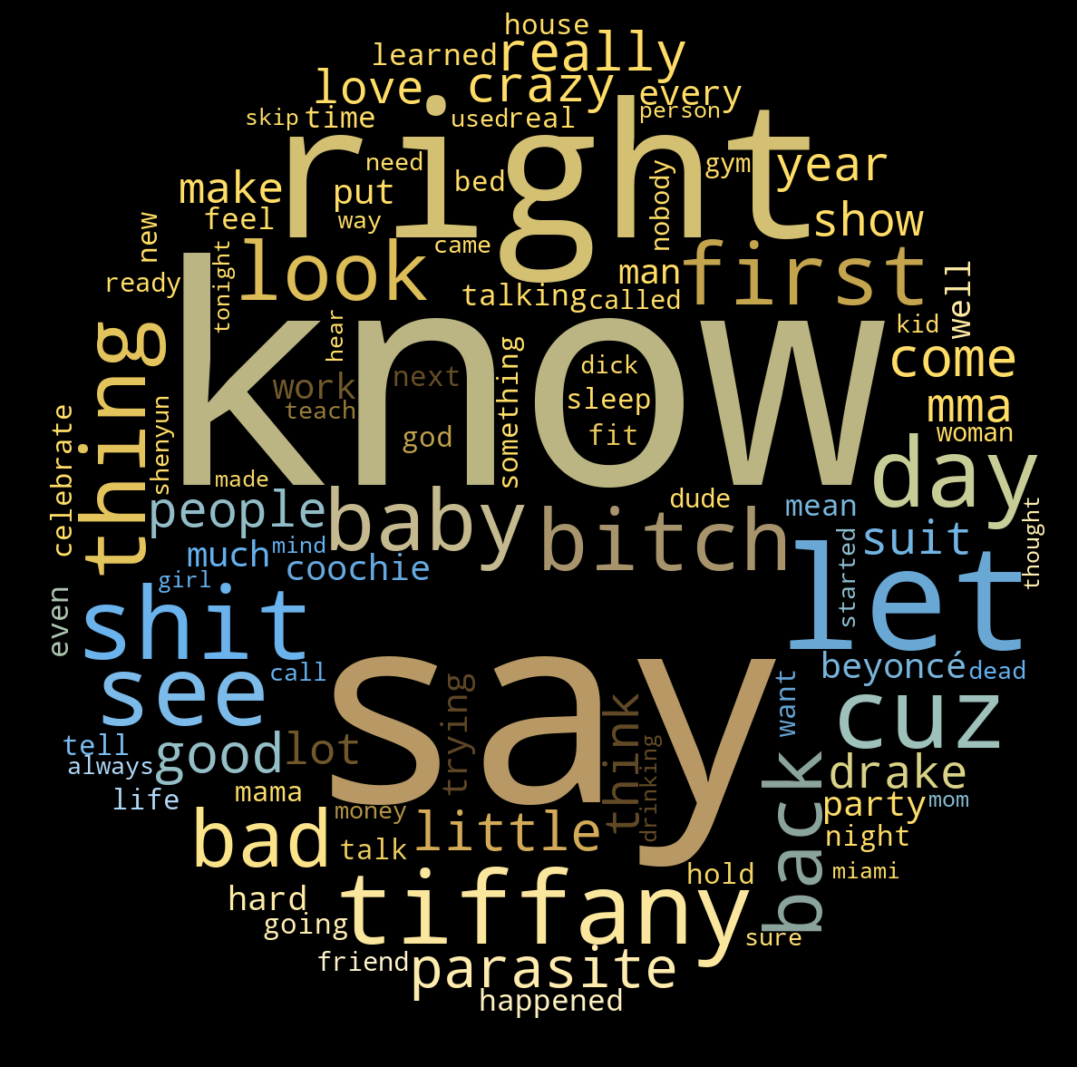 house
learned really
love crazy every
skip time used real person
right
need gym year
make put bed nobody
feel way show
new came
look man first
ready tonight talking called well
know
hear kid
thing work next something dick come
teach sleep mma
celebrate shenyun god fit woman
made day
people baby bitch dude mean
much mind coochie suit thought
girl started let
even shit
see call say beyoncé dead
trying want cuz
tell good lot think
always drinking drake
life mama money back party mom
bad talk little night
hold miami
hard tiffany
going sure
friend parasite
happened